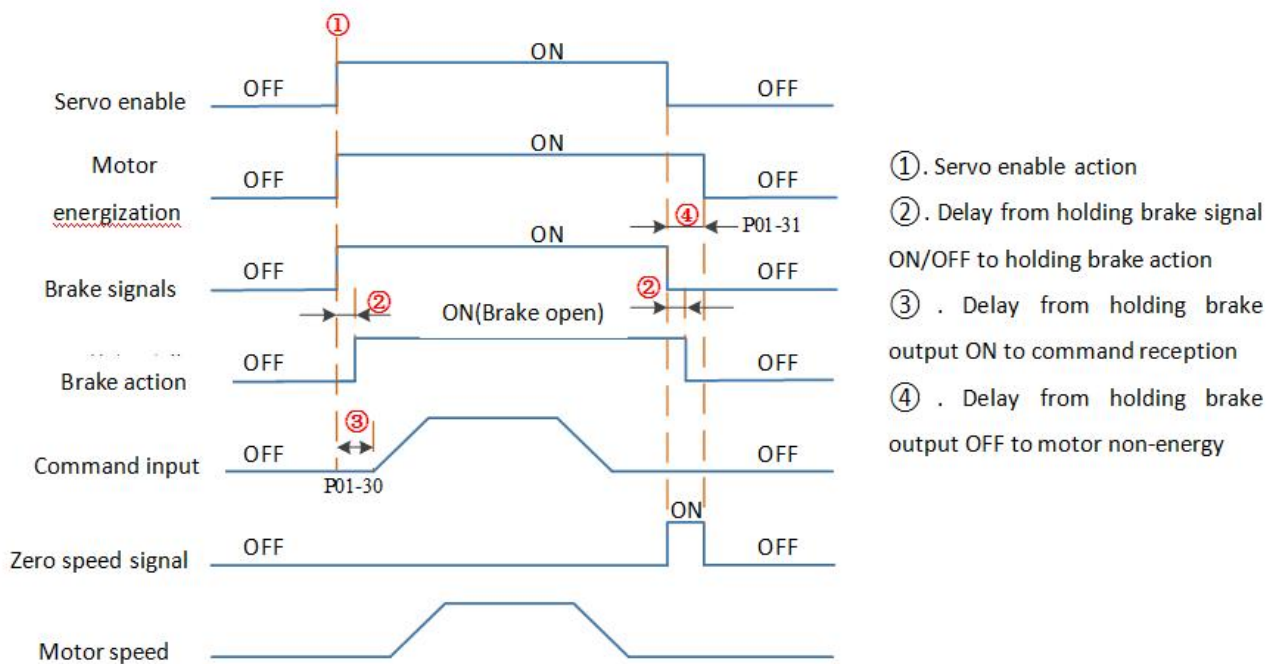 ①
ON
Servo enable
OFF
OFF
ON
Motor
energization
OFF
OFF
④
P01-31
ON
Brake signals
OFF
OFF
②
②
ON(Brake open)
Brake action
OFF
OFF
③
Command input
OFF
OFF
P01-30
ON
Zero speed signal
OFF
OFF
Motor speed
①. Servo enable action
②. Delay from holding brake signal
ON/OFF to holding brake action
③ . Delay from holding brake
output ON to command reception
④ . Delay from holding brake
output OFF to motor non-energy